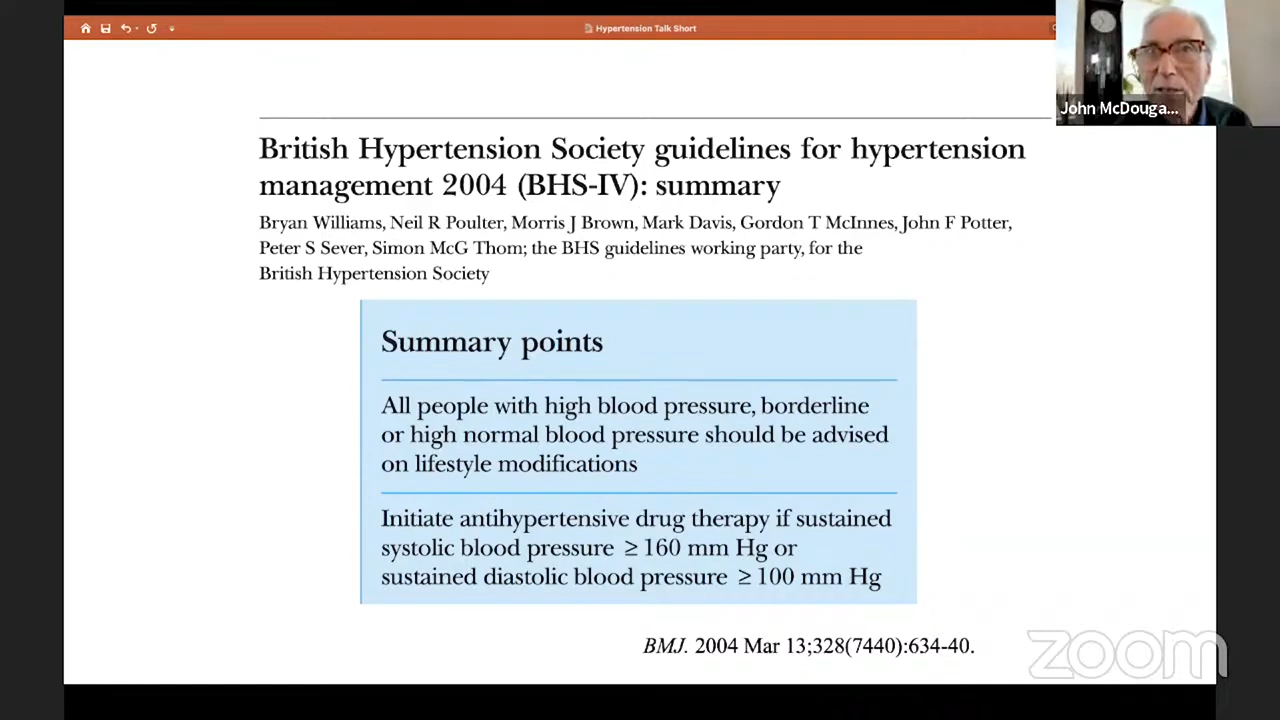 Hypertension Talk Short
John McDouga...
British Hypertension Society guidelines for hypertension
management 2004 (BHS-IV): summary
Bryan Williams, Neil R Poulter, Morris J Brown, Mark Davis, Gordon T McInnes, John F Potter,
Peter S Sever, Simon McG Thom; the BHS guidelines working party, for the
British Hypertension Society
Summary points
All people with high blood pressure, borderline
or high normal blood pressure should be advised
on lifestyle modifications
Initiate antihypertensive drug therapy if sustained
systolic blood pressure ≥160 mm Hg or
sustained diastolic blood pressure ≥100 mm Hg
BMJ. 2004 Mar 13;328(7440):634-40.
zoom